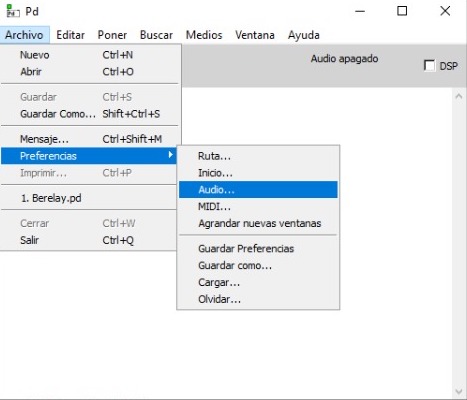 Pd
Archivo Editar Poner Buscar Medios Ventana Ayuda
Audio apagado
DSP
Nuevo Ctrl+N
Abrir Ctrl+O
Guardar Ctrl+S
Guardar Como... Shift+Ctrl+S
Mensaje... Ctrl+Shift+M
Preferencias
Imprimir... Ctrl+P
1. Berelay.pd
Cerrar Ctrl+W
Salir Ctrl+Q
Ruta...
Inicio...
Audio...
MIDI...
Agrandar nuevas ventanas
Guardar Preferencias
Guardar como...
Cargar...
Olvidar...